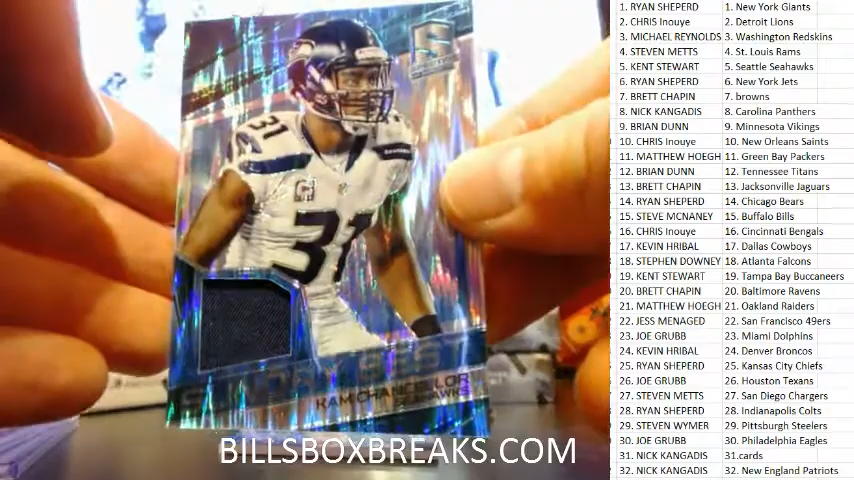 31
31
KAM CHANCELLOR
SEAHAWKS
BILLSBOXBREAKS.COM
1. RYAN SHEPERD 1. New York Giants
2. CHRIS Inouye 2. Detroit Lions
3. MICHAEL REYNOLDS 3. Washington Redskins
4. STEVEN METTS 4. St. Louis Rams
5. KENT STEWART 5. Seattle Seahawks
6. RYAN SHEPERD 6. New York Jets
7. BRETT CHAPIN 7. browns
8. NICK KANGADIS 8. Carolina Panthers
9. BRIAN DUNN 9. Minnesota Vikings
10. CHRIS Inouye 10. New Orleans Saints
11. MATTHEW HOEGH 11. Green Bay Packers
12. BRIAN DUNN 12. Tennessee Titans
13. BRETT CHAPIN 13. Jacksonville Jaguars
14. RYAN SHEPERD 14. Chicago Bears
15. STEVE MCNANEY 15. Buffalo Bills
16. CHRIS Inouye 16. Cincinnati Bengals
17. KEVIN HRIBAL 17. Dallas Cowboys
18. STEPHEN DOWNEY 18. Atlanta Falcons
19. KENT STEWART 19. Tampa Bay Buccaneers
20. BRETT CHAPIN 20. Baltimore Ravens
21. MATTHEW HOEGH 21. Oakland Raiders
22. JESS MENAGED 22. San Francisco 49ers
23. JOE GRUBB 23. Miami Dolphins
24. KEVIN HRIBAL 24. Denver Broncos
25. RYAN SHEPERD 25. Kansas City Chiefs
26. JOE GRUBB 26. Houston Texans
27. STEVEN METTS 27. San Diego Chargers
28. RYAN SHEPERD 28. Indianapolis Colts
29. STEVEN WYMER 29. Pittsburgh Steelers
30. JOE GRUBB 30. Philadelphia Eagles
31. NICK KANGADIS 31.cards
32. NICK KANGADIS 32. New England Patriots